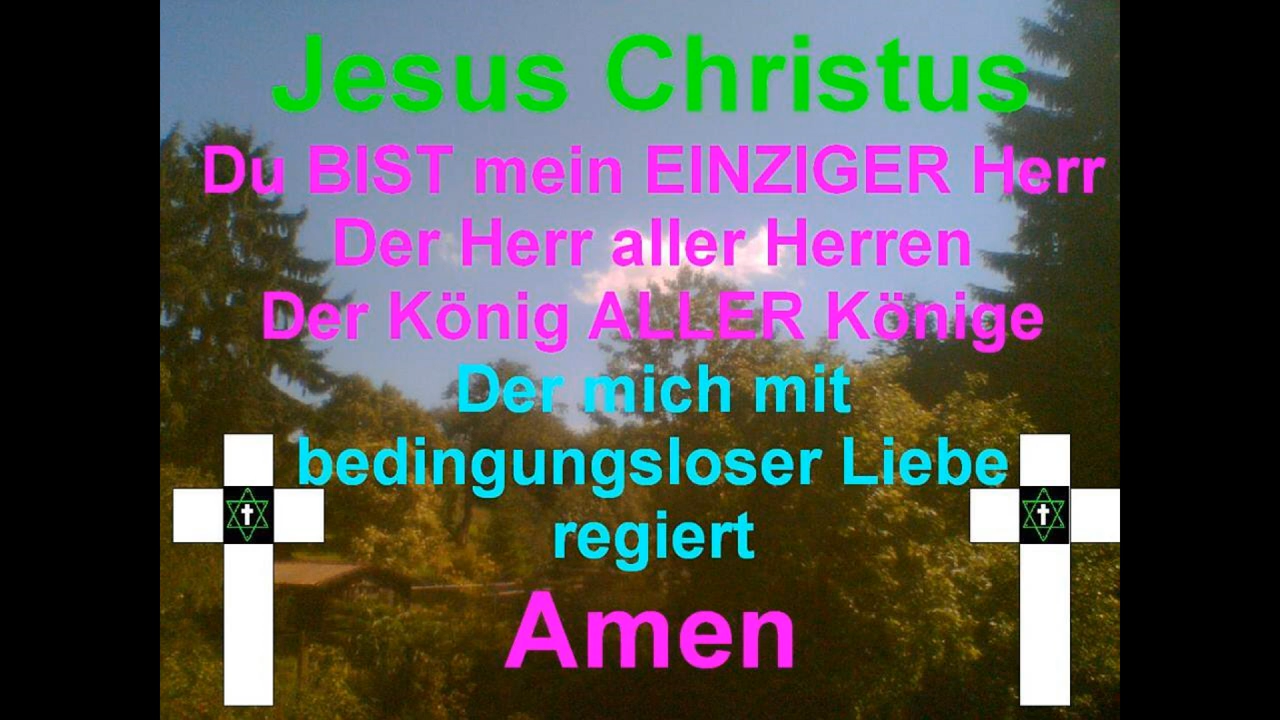 Jesus Christus
Du BIST mein EINZIGER Herr
Der Herr aller Herren
Der König ALLER Könige
Der mich mit
bedingungsloser Liebe
regiert
Amen